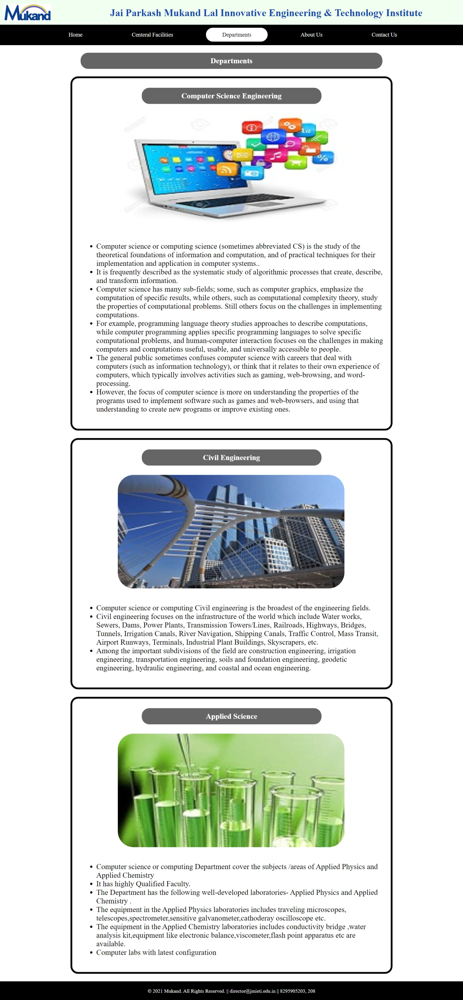 Mukand
Jai Parkash Mukand Lal Innovative Engineering & Technology Institute
Home
Centeral Facilities
Departments
About Us
Contact Us
Departments
Computer Science Engineering
Computer science or computing science (sometimes abbreviated CS) is the study of the
theoretical foundations of information and computation, and of practical techniques for their
implementation and application in computer systems..
It is frequently described as the systematic study of algorithmic processes that create, describe,
and transform information.
Computer science has many sub-fields; some, such as computer graphics, emphasize the
computation of specific results, while others, such as computational complexity theory, study
the properties of computational problems. Still others focus on the challenges in implementing
computations.
For example, programming language theory studies approaches to describe computations,
while computer programming applies specific programming languages to solve specific
computational problems, and human-computer interaction focuses on the challenges in making
computers and computations useful, usable, and universally accessible to people.
The general public sometimes confuses computer science with careers that deal with
computers (such as information technology), or think that it relates to their own experience of
computers, which typically involves activities such as gaming, web-browsing, and word-
processing.
However, the focus of computer science is more on understanding the properties of the
programs used to implement software such as games and web-browsers, and using that
understanding to create new programs or improve existing ones.
Civil Engineering
Computer science or computing Civil engineering is the broadest of the engineering fields.
Civil engineering focuses on the infrastructure of the world which include Water works,
Sewers, Dams, Power Plants, Transmission Towers/Lines, Railroads, Highways, Bridges,
Tunnels, Irrigation Canals, River Navigation, Shipping Canals, Traffic Control, Mass Transit,
Airport Runways, Terminals, Industrial Plant Buildings, Skyscrapers, etc.
Among the important subdivisions of the field are construction engineering, irrigation
engineering, transportation engineering, soils and foundation engineering, geodetic
engineering, hydraulic engineering, and coastal and ocean engineering.
Applied Science
Computer science or computing Department cover the subjects /areas of Applied Physics and
Applied Chemistry
It has highly Qualified Faculty.
The Department has the following well-developed laboratories- Applied Physics and Applied
Chemistry .
The equipment in the Applied Physics laboratories includes traveling microscopes,
telescopes,spectrometer,sensitive galvanometer,cathoderay oscilloscope etc.
The equipment in the Applied Chemistry laboratories includes conductivity bridge ,water
analysis kit,equipment like electronic balance,viscometer,flash point apparatus etc are
available.
Computer labs with latest configuration
© 2021 Mukand. All Rights Reserved. || director@jmieti.edu.in || 8295905203, 208